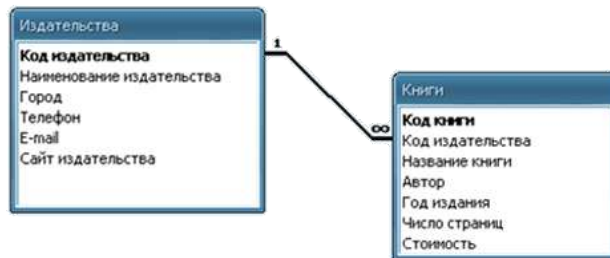 Издательства
Код издательства
Наименование издательства
Город
Телефон
E-mail
Сайт издательства
1
∞
Книги
Код книги
Код издательства
Название книги
Автор
Год издания
Число страниц
Стоимость